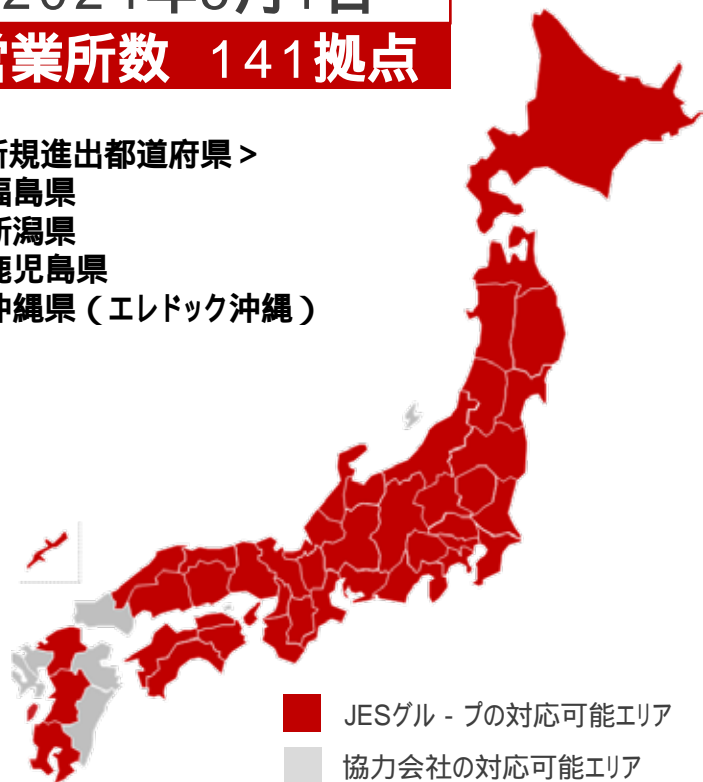 営業所数 141拠点
新規進出都道府県＞
福島県
新潟県
鹿児島県
沖縄県（エレドック沖縄）
JESグル-プの対応可能エリア
協力会社の対応可能エリア